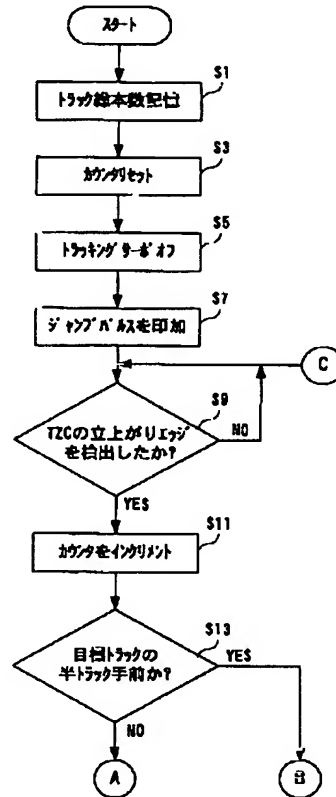 スタート
S1
トラック総本数記憶
S3
カウンタリセット
S5
トラッキングサーボオフ
S7
ジャンプパルスを印加
C
S9
TZCの立上がりエッジ
を検出したか?
NO
YES
S11
カウンタをインクリメント
S13
目標トラックの
半トラック手前か?
YES
NO
A
B